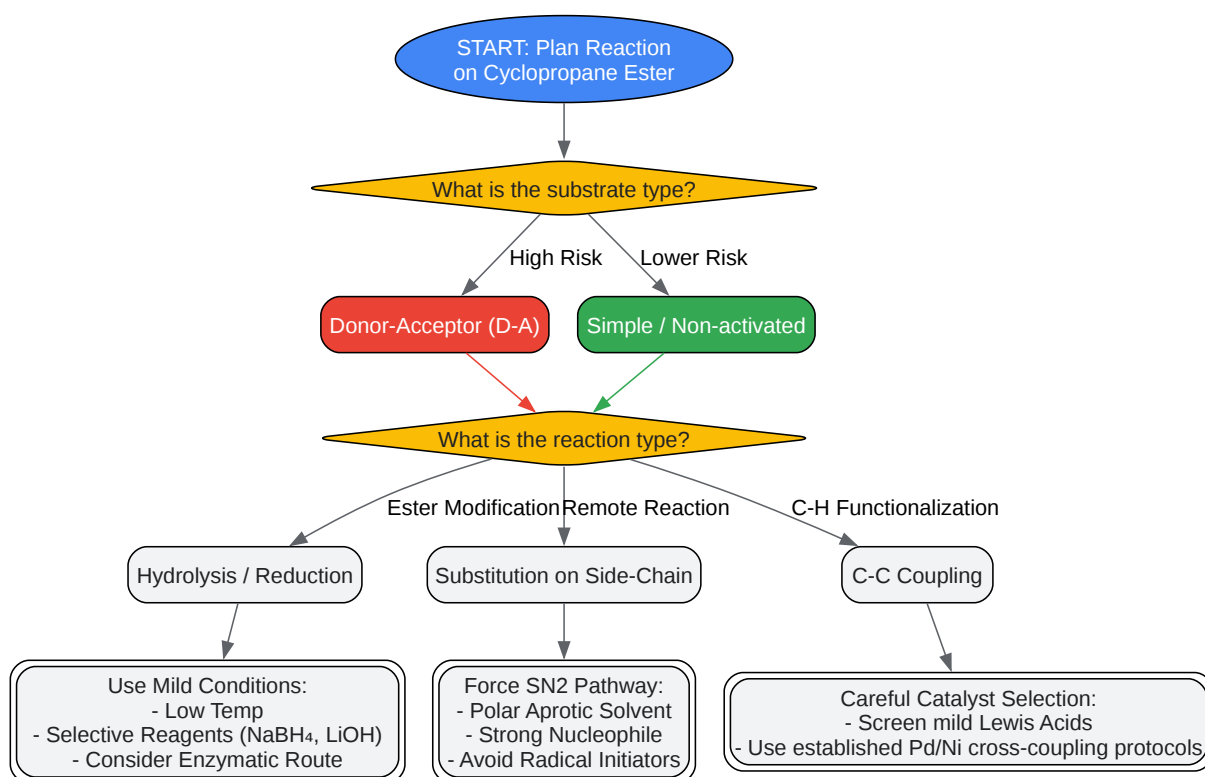 START: Plan Reaction
on Cyclopropane Ester
What is the substrate type?
High Risk
Lower Risk
Donor-Acceptor (D-A)
Simple / Non-activated
What is the reaction type?
Ester Modification
Remote Reaction
C-H Functionalization
Hydrolysis / Reduction
Substitution on Side-Chain
C-C Coupling
Use Mild Conditions:
- Low Temp
- Selective Reagents (NaBH₄, LiOH)
- Consider Enzymatic Route
Force SN2 Pathway:
- Polar Aprotic Solvent
- Strong Nucleophile
- Avoid Radical Initiators
Careful Catalyst Selection:
- Screen mild Lewis Acids
- Use established Pd/Ni cross-coupling protocols